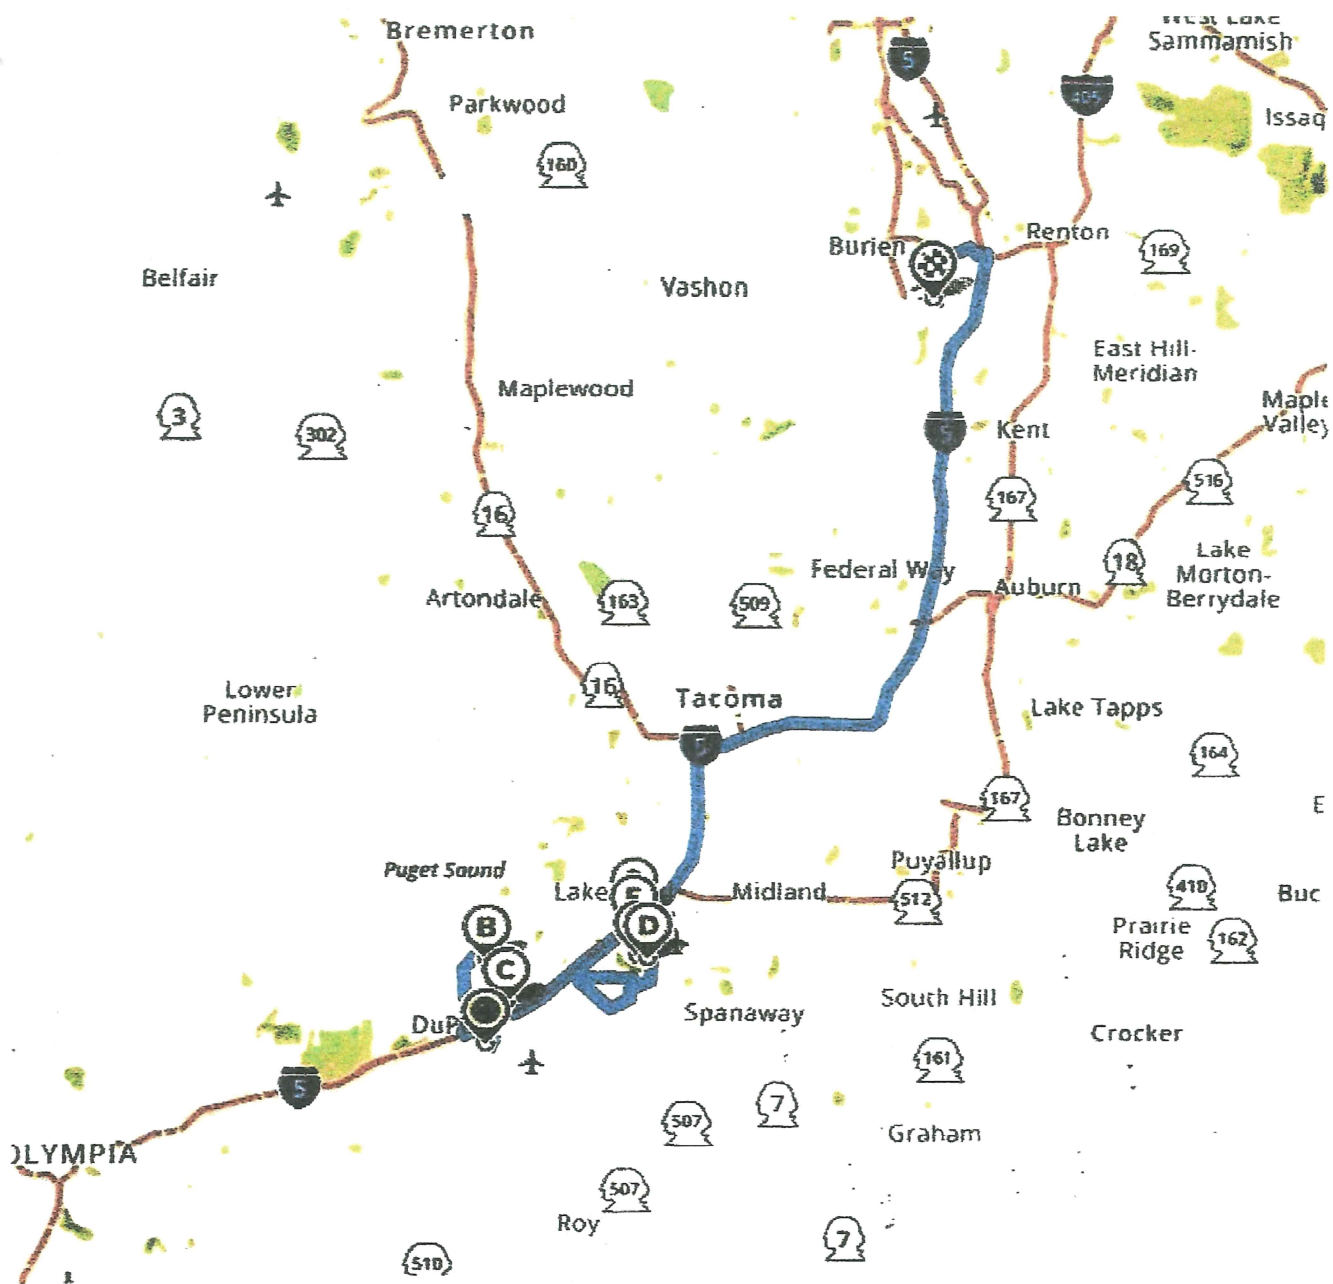 Bremerton
West Lake
Sammamish
5
405
Parkwood
Issaq
160
Burien
Renton
169
Belfair
Vashon
East Hill-
Meridian
Maplewood
Maple
Valley
3
302
5
Kent
516
16
167
Federal Way
18
Lake
Morton-
Berrydale
Artondale
163
509
Auburn
16
Lower
Peninsula
Tacoma
Lake Tapps
5
164
167
Bonney
Lake
E
Puget Sound
Puyallup
Lake
Midland
512
410
Buc
B
D
Prairie
Ridge
162
C
South Hill
Spanaway
DuP
Crocker
161
5
7
507
Graham
OLYMPIA
507
Roy
7
510